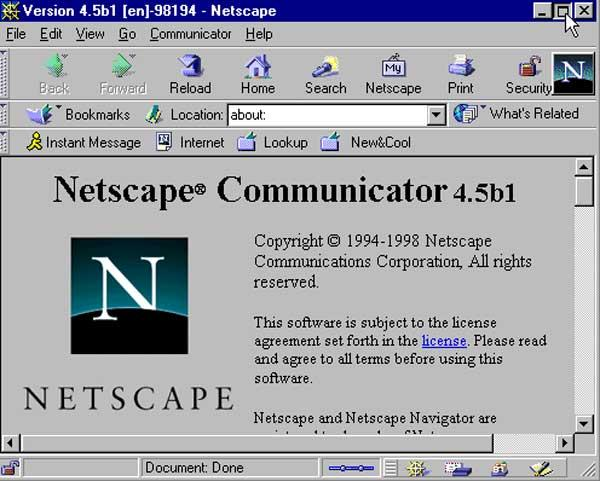 Version 4.5b1 [en]-98194 - Netscape
File Edit View Go Communicator Help
Back Forward Reload Home Search My Netscape Print Security N
Bookmarks Location: about: What's Related
Instant Message Internet Lookup New&Cool
Netscape® Communicator 4.5b1
N
NETSCAPE
Copyright © 1994-1998 Netscape
Communications Corporation, All rights
reserved.
This software is subject to the license
agreement set forth in the license. Please read
and agree to all terms before using this
software.
Netscape and Netscape Navigator are
Document: Done